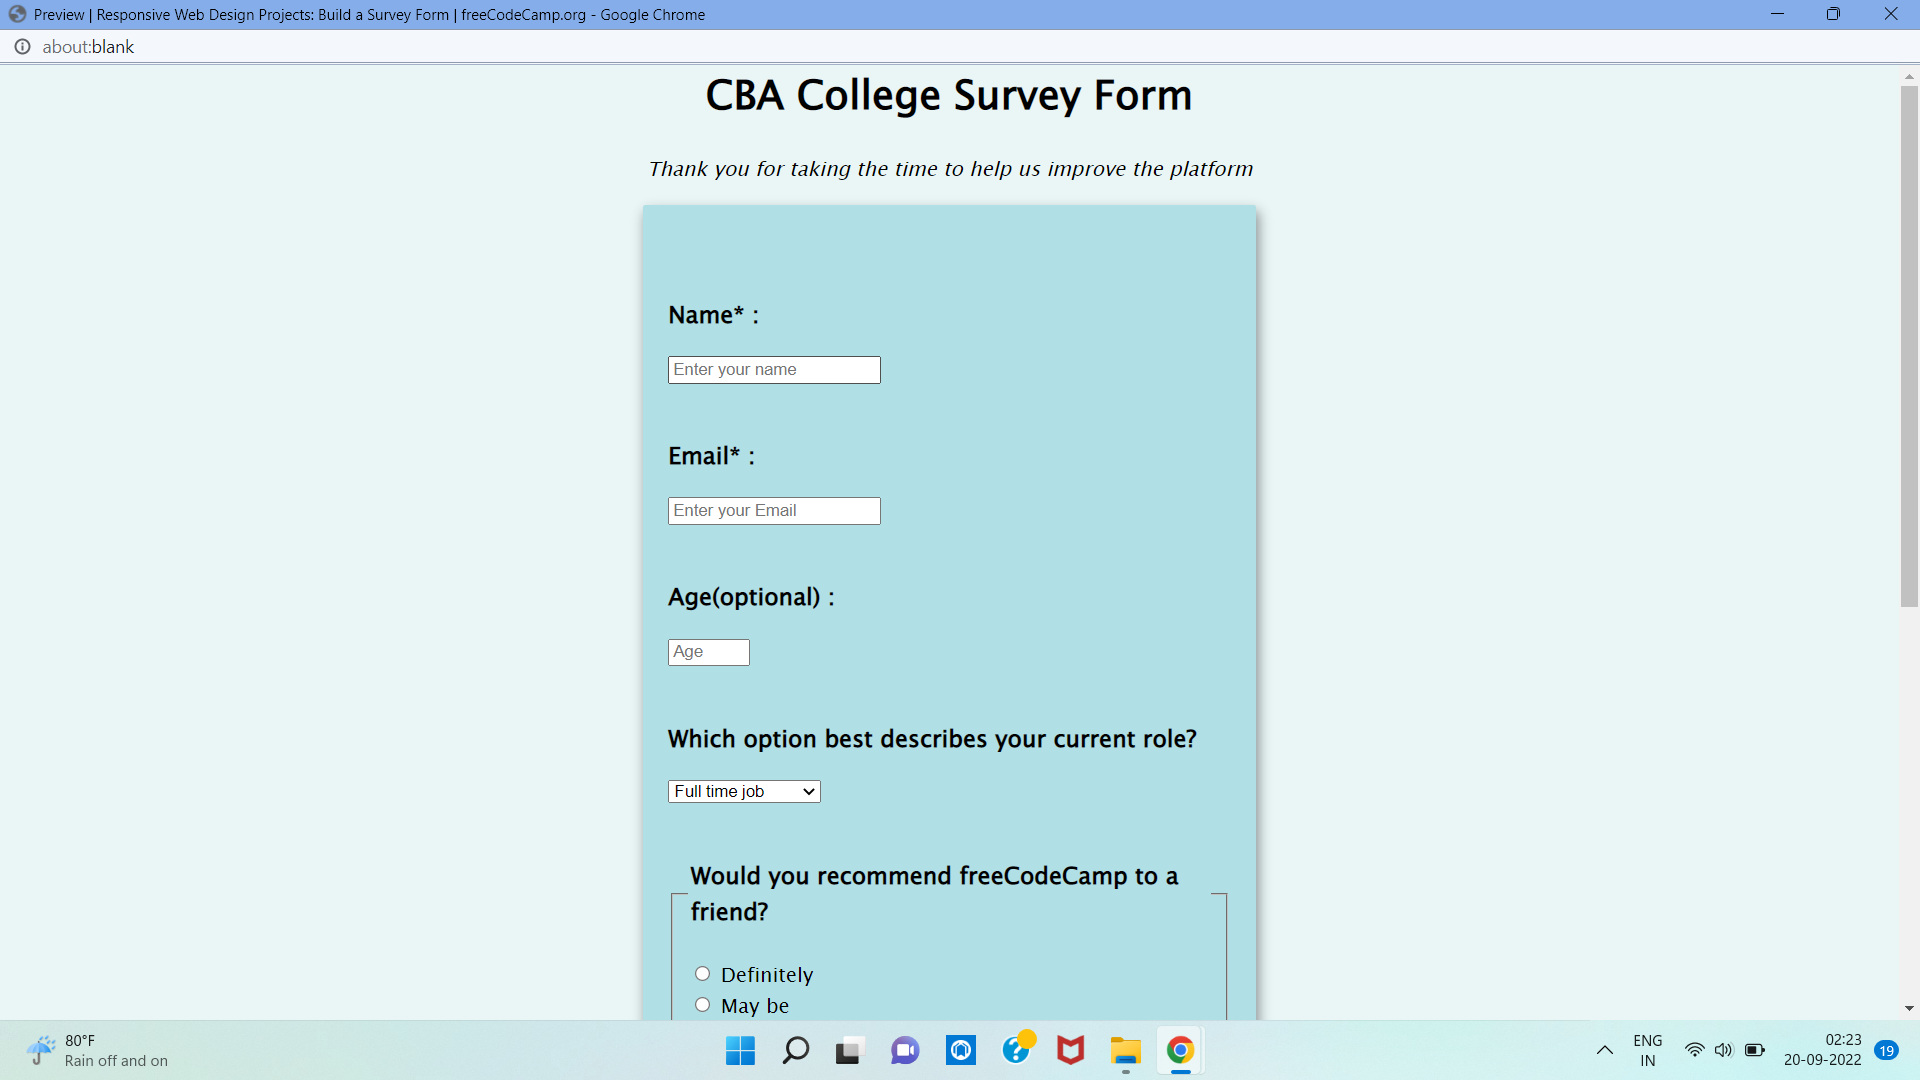 Preview | Responsive Web Design Projects: Build a Survey Form | freeCodeCamp.org - Google Chrome
about:blank
CBA College Survey Form
Thank you for taking the time to help us improve the platform
Name* :
Enter your name
Email* :
Enter your Email
Age(optional) :
Age
Which option best describes your current role?
Full time job
Would you recommend freeCodeCamp to a
friend?
Definitely
May be
80°F
Rain off and on
ENG
IN
02:23
20-09-2022
19